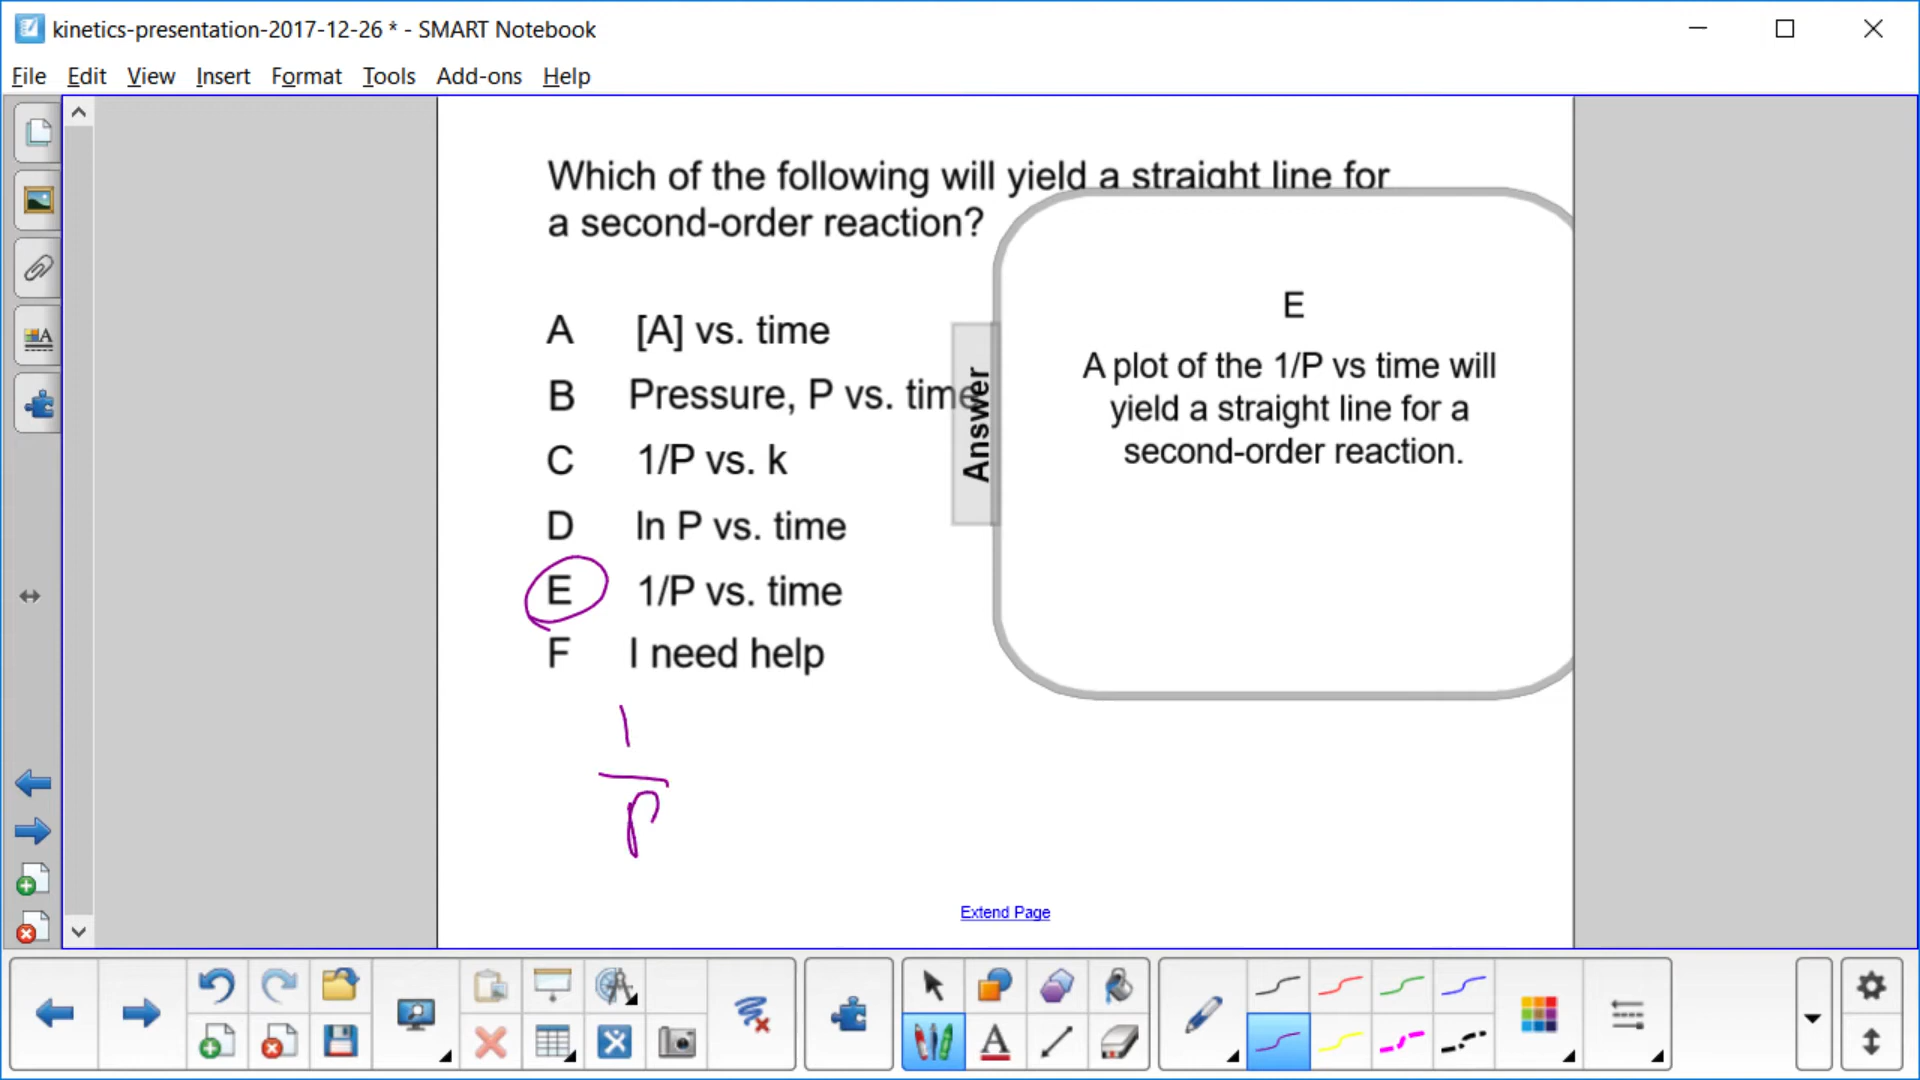 kinetics-presentation-2017-12-26 * - SMART Notebook
File Edit View Insert Format Tools Add-ons Help
Which of the following will yield a straight line for
a second-order reaction?
A [A] vs. time
B Pressure, P vs. time
C 1/P vs. k
D ln P vs. time
E 1/P vs. time
F I need help
Answer
E
A plot of the 1/P vs time will
yield a straight line for a
second-order reaction.
1
P
Extend Page